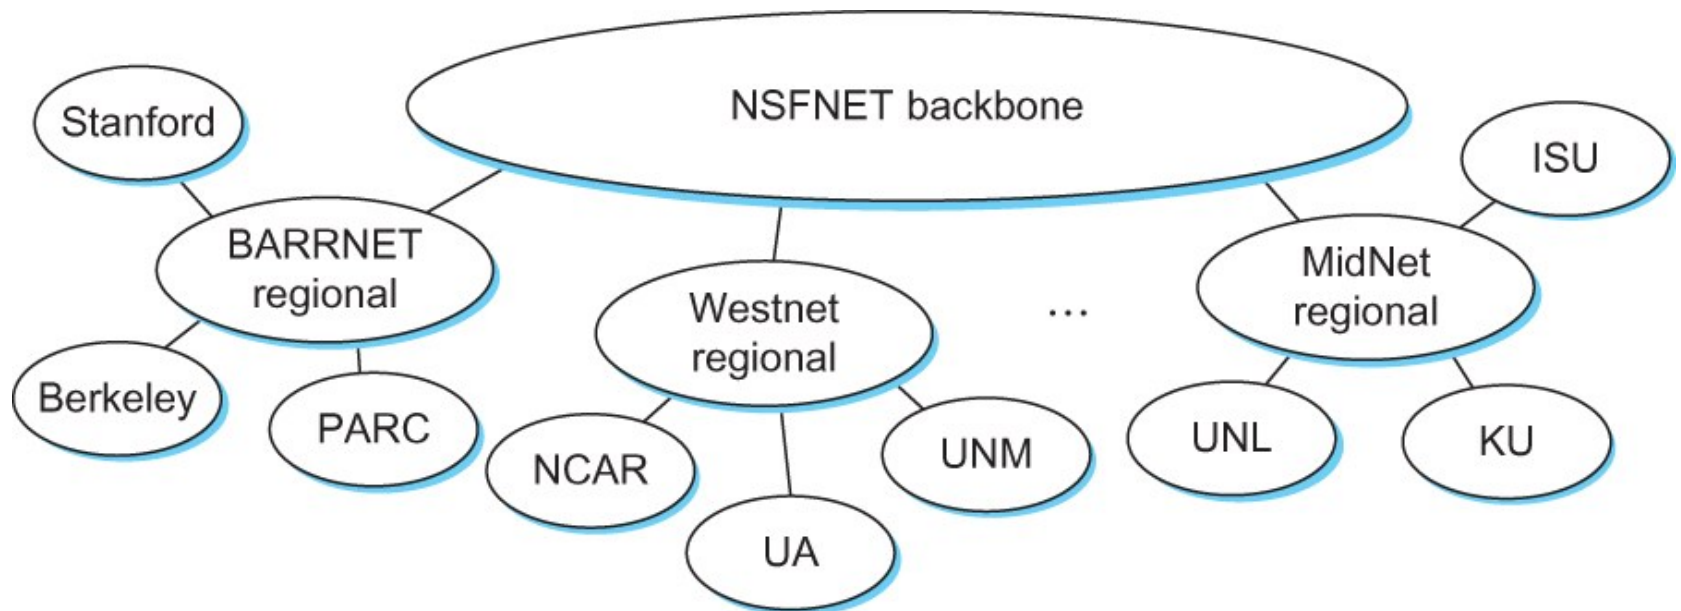 NSFNET backbone
Stanford
ISU
BARRNET
regional
MidNet
regional
Westnet
regional
...
Berkeley
PARC
NCAR
UNM
UNL
KU
UA